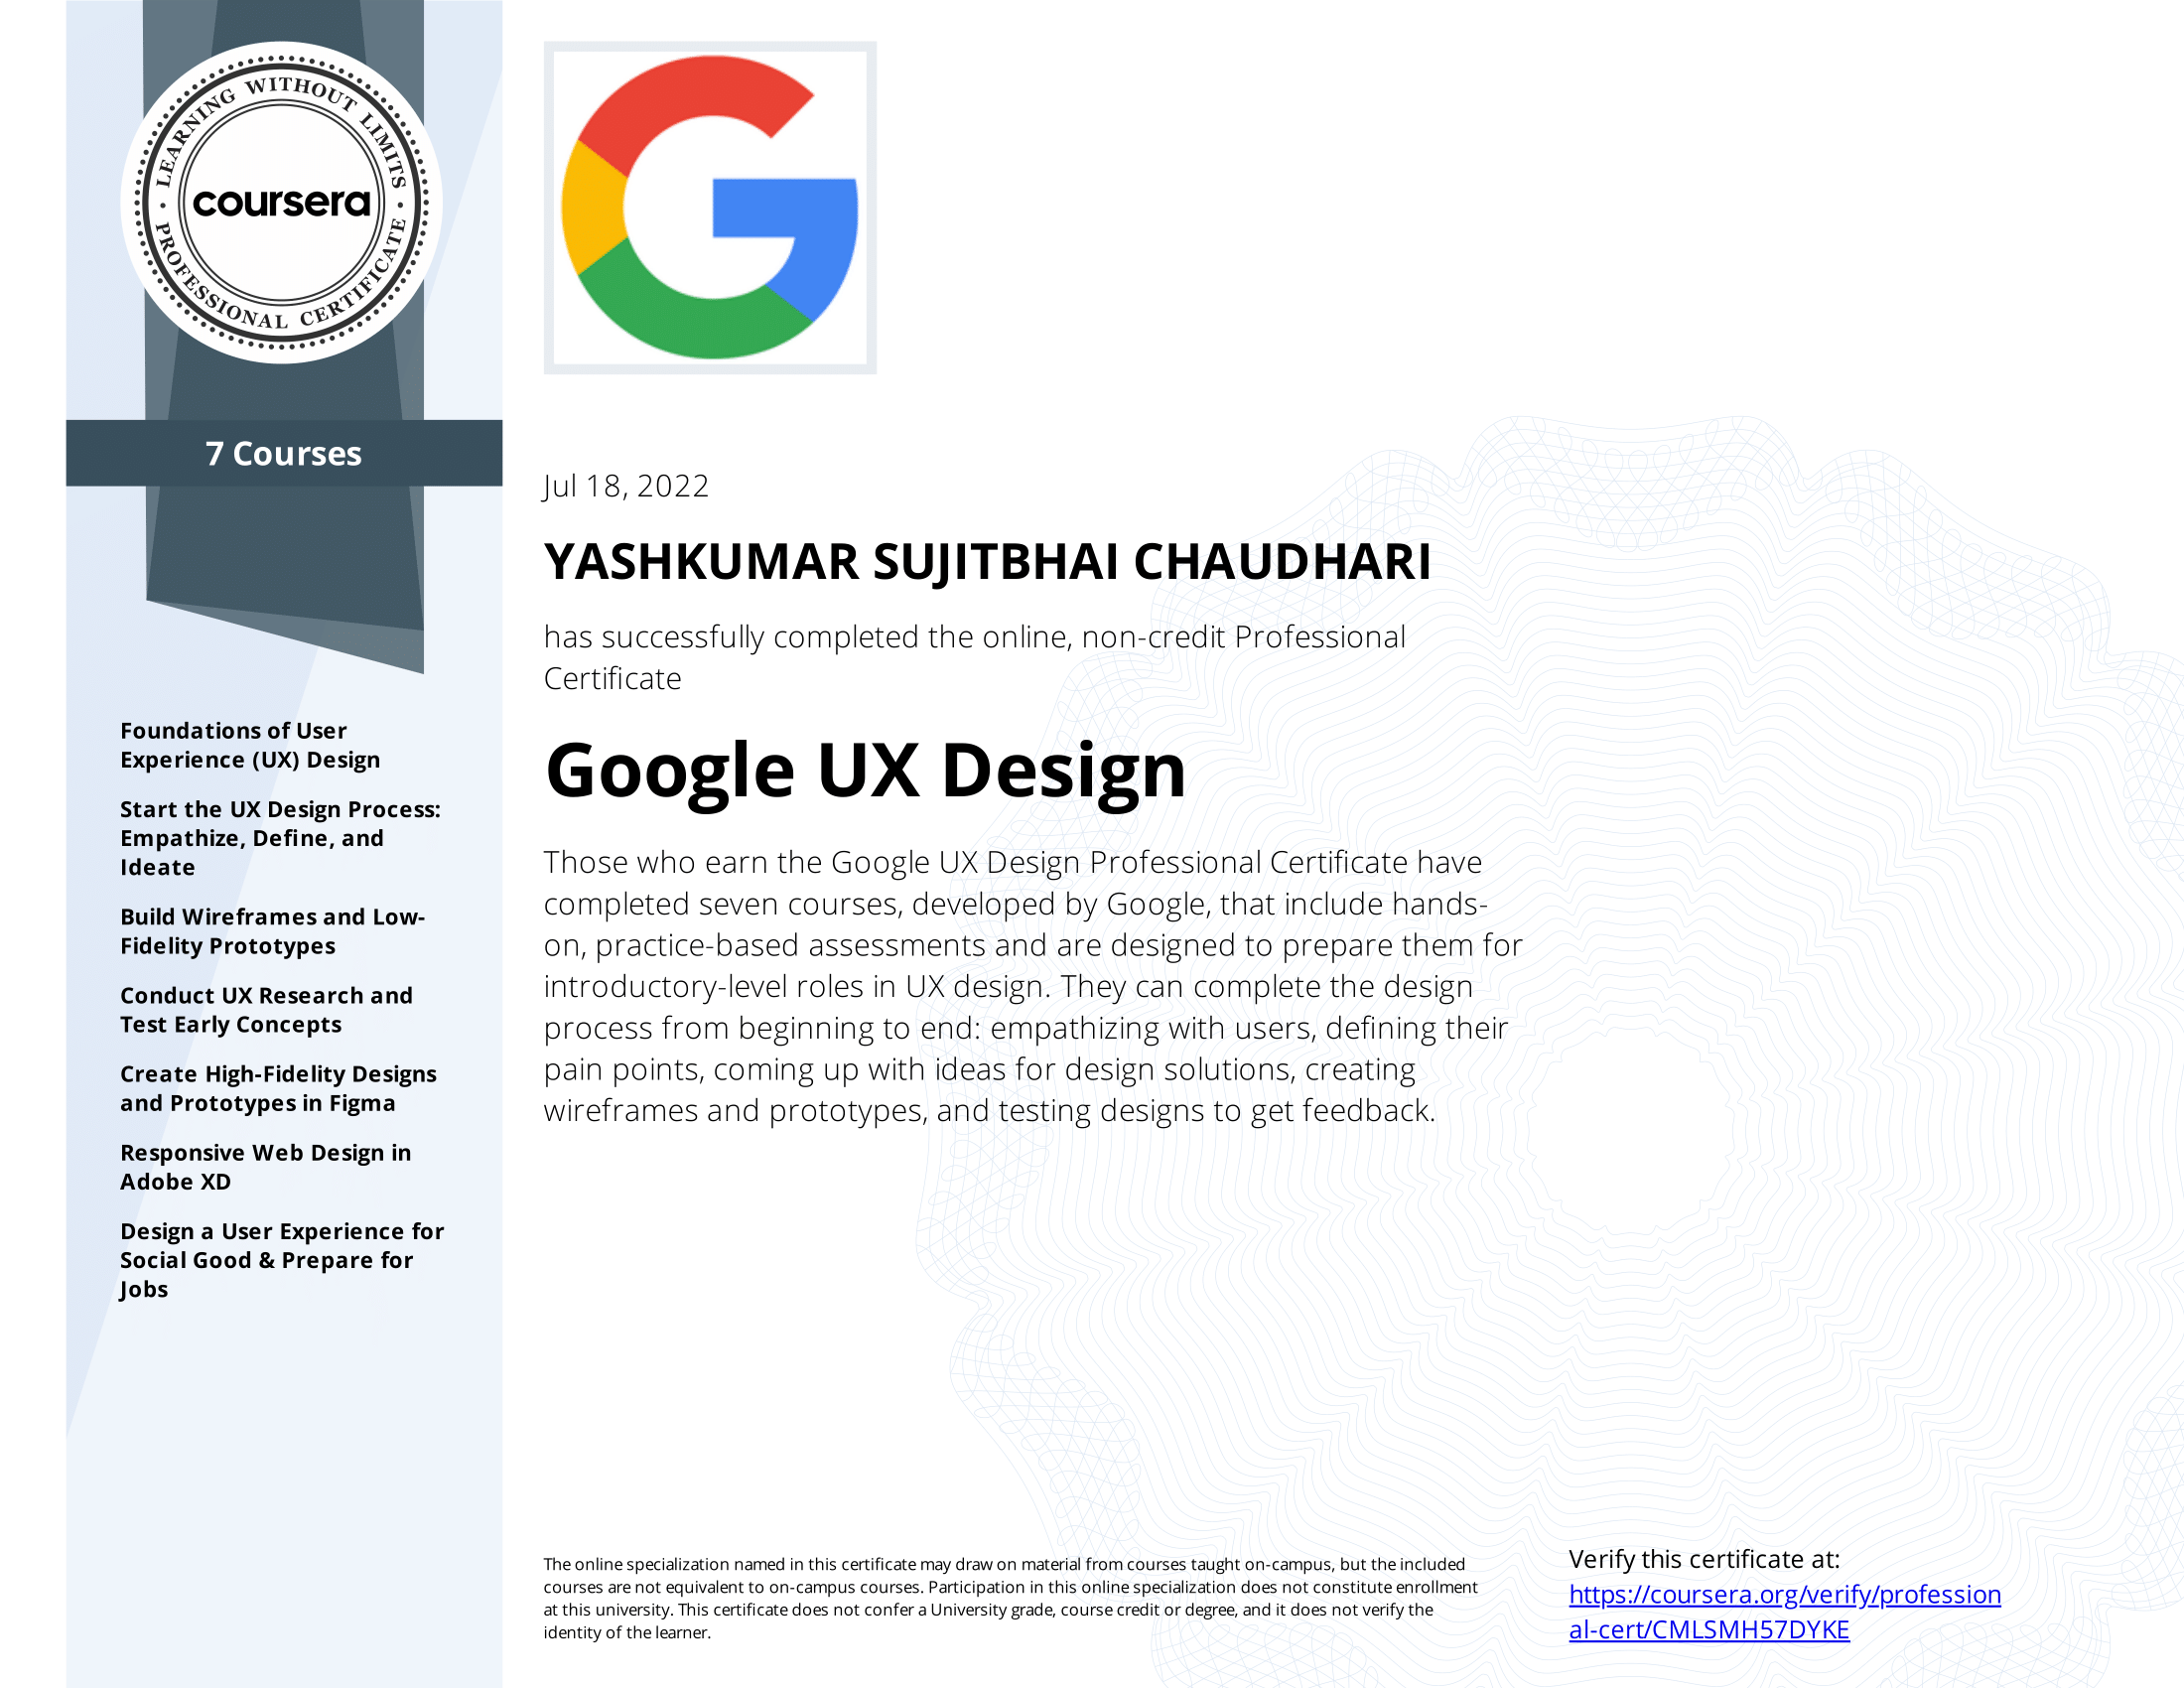 LEARNING WITHOUT LIMITS
coursera
PROFESSIONAL CERTIFICATE
7 Courses
Foundations of User
Experience (UX) Design
Start the UX Design Process:
Empathize, Define, and
Ideate
Build Wireframes and Low-
Fidelity Prototypes
Conduct UX Research and
Test Early Concepts
Create High-Fidelity Designs
and Prototypes in Figma
Responsive Web Design in
Adobe XD
Design a User Experience for
Social Good & Prepare for
Jobs
Jul 18, 2022
YASHKUMAR SUJITBHAI CHAUDHARI
has successfully completed the online, non-credit Professional
Certificate
Google UX Design
Those who earn the Google UX Design Professional Certificate have
completed seven courses, developed by Google, that include hands-
on, practice-based assessments and are designed to prepare them for
introductory-level roles in UX design. They can complete the design
process from beginning to end: empathizing with users, defining their
pain points, coming up with ideas for design solutions, creating
wireframes and prototypes, and testing designs to get feedback.
The online specialization named in this certificate may draw on material from courses taught on-campus, but the included
courses are not equivalent to on-campus courses. Participation in this online specialization does not constitute enrollment
at this university. This certificate does not confer a University grade, course credit or degree, and it does not verify the
identity of the learner.
Verify this certificate at:
https://coursera.org/verify/profession
al-cert/CMLSMH57DYKE